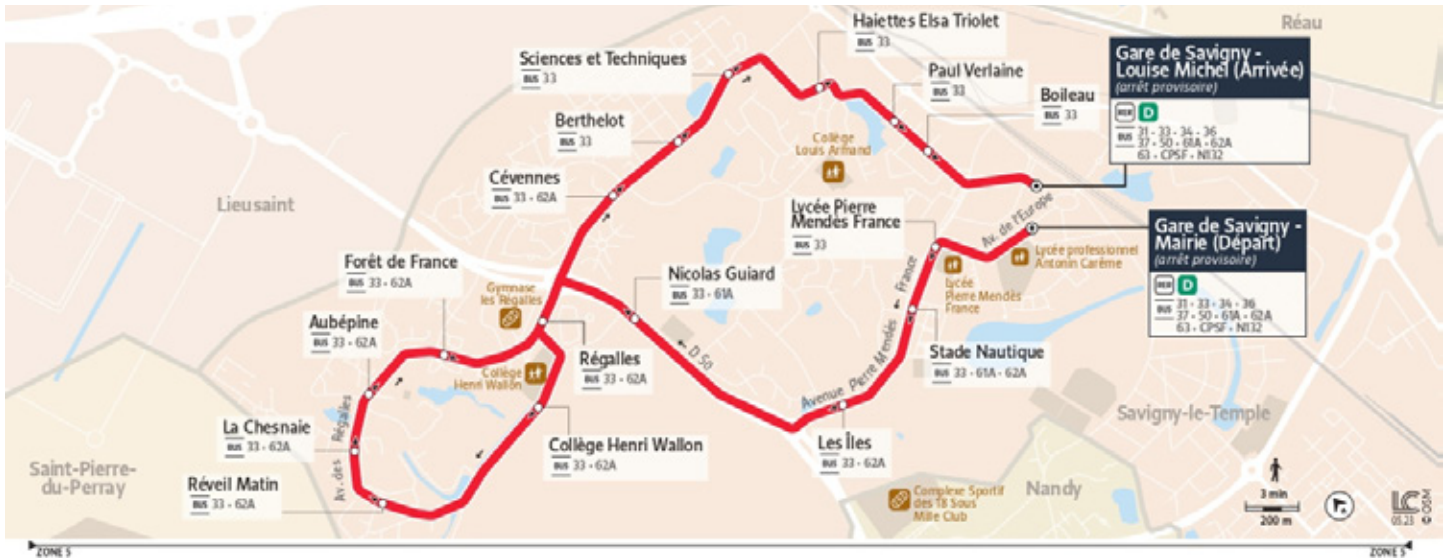 Haiettes Elsa Triolet
BUS 33
Réau
Sciences et Techniques
BUS 33
Paul Verlaine
BUS 33
Gare de Savigny -
Louise Michel (Arrivée)
(arrêt provisoire)
RER D
BUS 31 - 33 - 34 - 36
37 - 50 - 61A - 62A
63 - CPSF - N132
Boileau
BUS 33
Berthelot
BUS 33
Collège
Louis Armand
Cévennes
BUS 33 - 62A
Lieusaint
Lycée Pierre
Mendès France
BUS 33
Av. de l'Europe
Gare de Savigny -
Mairie (Départ)
(arrêt provisoire)
RER D
BUS 31 - 33 - 34 - 36
37 - 50 - 61A - 62A
63 - CPSF - N132
Lycée professionnel
Antonin Carême
Forêt de France
BUS 33 - 62A
Nicolas Guiard
BUS 33 - 61A
Lycée
Pierre Mendès
France
Gymnase
les Régalles
Aubépine
BUS 33 - 62A
Régalles
BUS 33 - 62A
D 50
Avenue Pierre Mendès France
Stade Nautique
BUS 33 - 61A - 62A
Collège
Henri Wallon
La Chesnaie
BUS 33 - 62A
Av. des Régales
Collège Henri Wallon
BUS 33 - 62A
Les Îles
BUS 33 - 62A
Savigny-le-Temple
Saint-Pierre-
du-Perray
Réveil Matin
BUS 33 - 62A
Complexe Sportif
des 18 Sous
Mille Club
Nandy
3 min
200 m
LC
05.23
© OSM
ZONE 5
ZONE 5